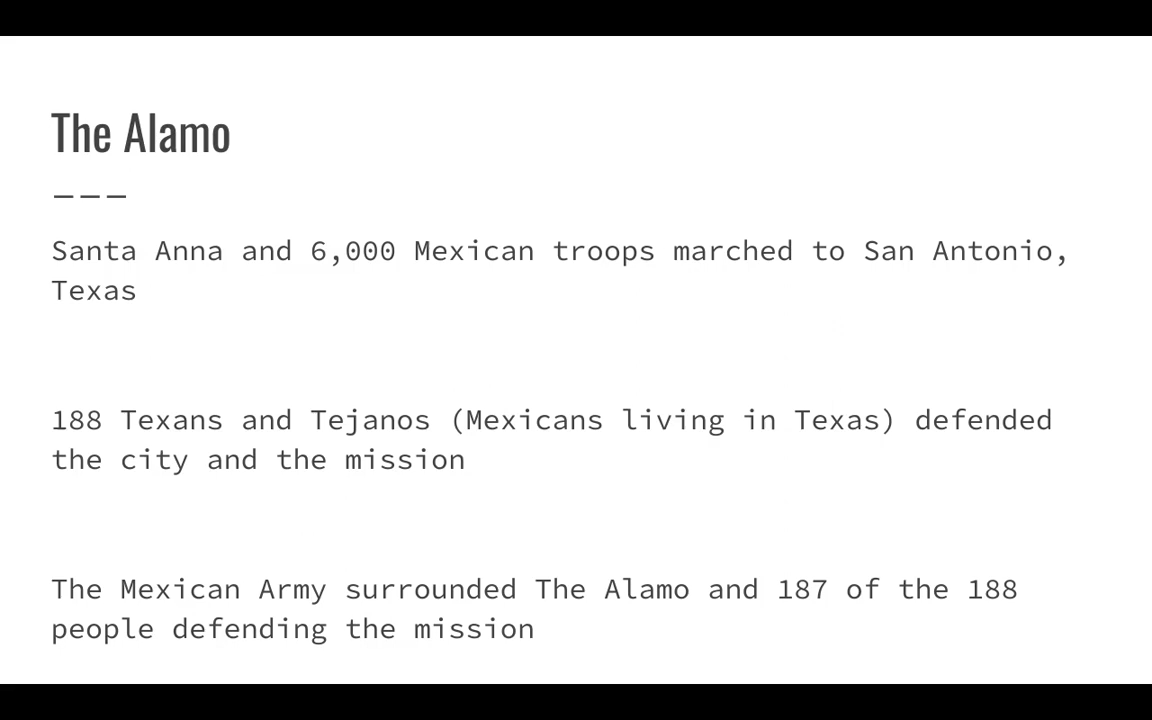 The Alamo
———
Santa Anna and 6,000 Mexican troops marched to San Antonio,
Texas
188 Texans and Tejanos (Mexicans living in Texas) defended
the city and the mission
The Mexican Army surrounded The Alamo and 187 of the 188
people defending the mission